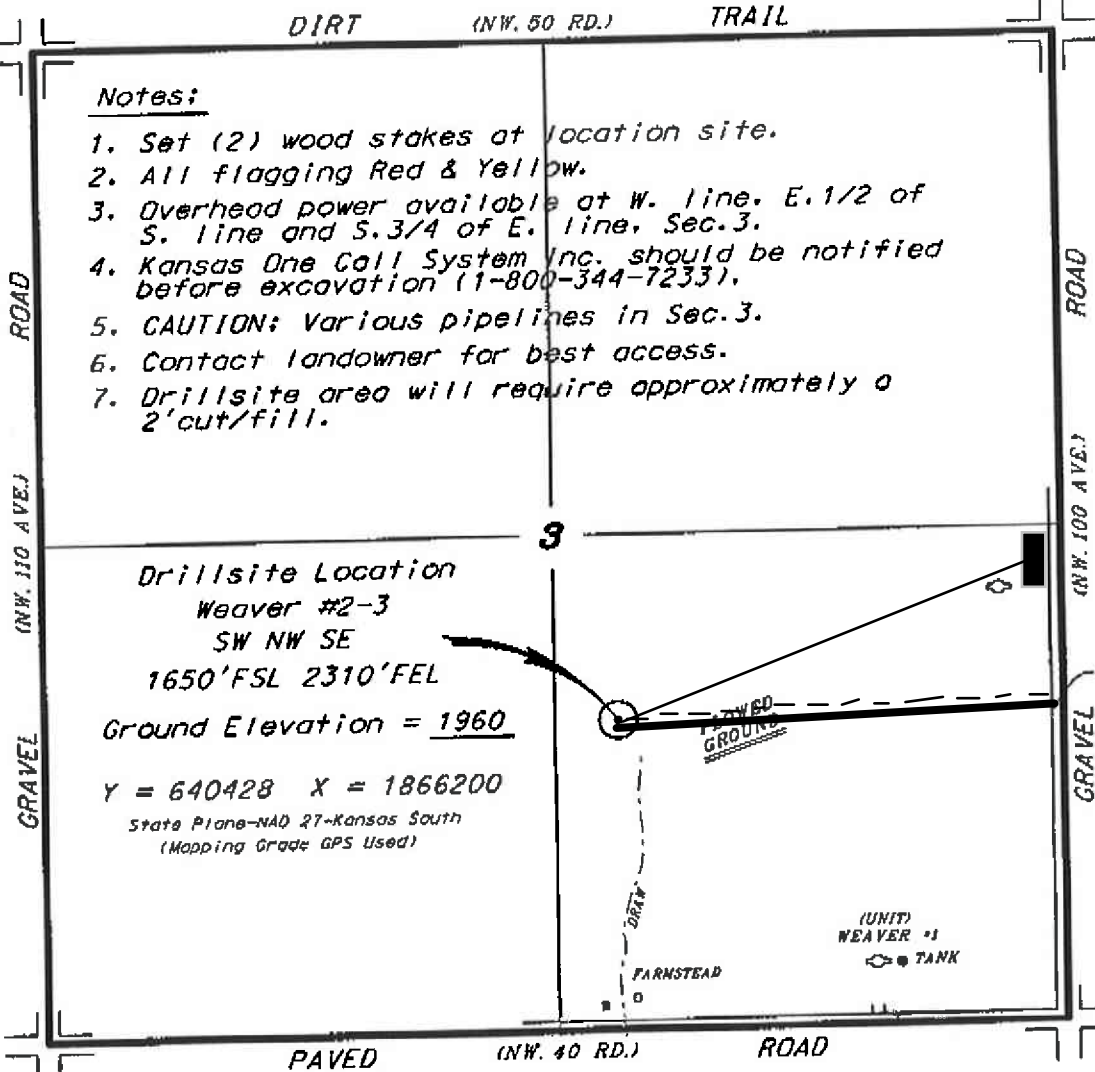 DIRT (NW. 50 RD.) TRAIL
Notes:
1. Set (2) wood stakes at location site.
2. All flagging Red & Yellow.
3. Overhead power available at W. line, E.1/2 of
S. line and S.3/4 of E. line, Sec.3.
4. Kansas One Call System Inc. should be notified
before excavation (1-800-344-7233).
5. CAUTION: Various pipelines in Sec.3.
6. Contact landowner for best access.
7. Drillsite area will require approximately a
2'cut/fill.
ROAD
(NW. 110 AVE.)
GRAVEL
ROAD
(NW. 100 AVE.)
GRAVEL
3
Drillsite Location
Weaver #2-3
SW NW SE
1650'FSL 2310'FEL
Ground Elevation = 1960
Y = 640428 X = 1866200
State Plane-NAD 27-Kansas South
(Mapping Grade GPS Used)
PLOWED
GROUND
DRAW
FARMSTEAD
(UNIT)
WEAVER #1
TANK
PAVED (NW. 40 RD.) ROAD